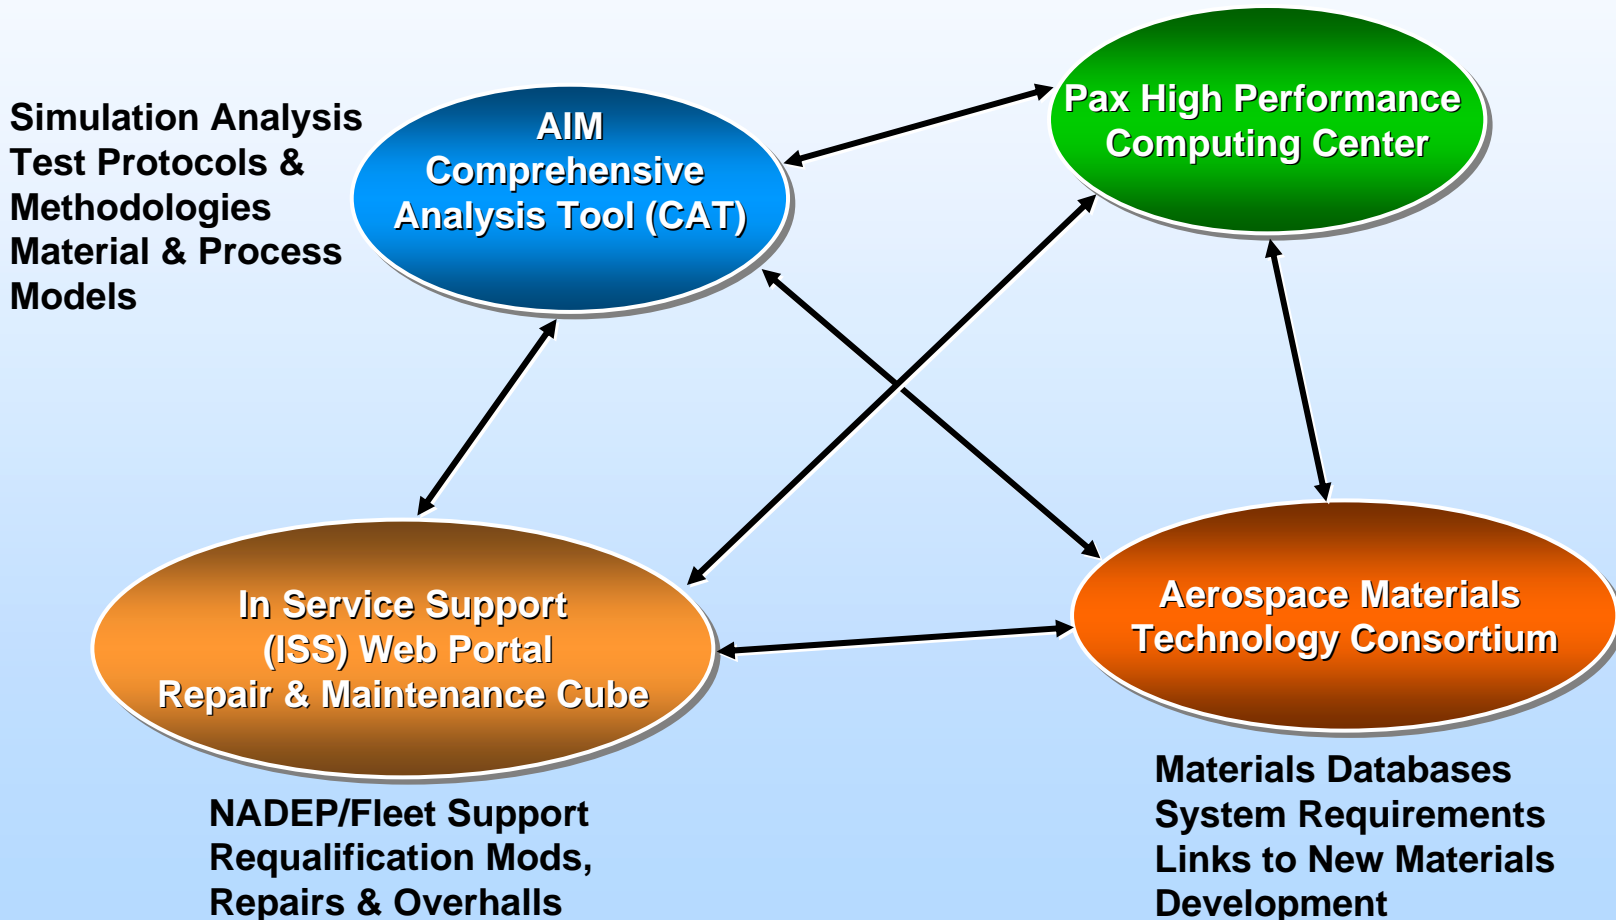 Simulation Analysis
Test Protocols &
Methodologies
Material & Process
Models
AIM
Comprehensive
Analysis Tool (CAT)
Pax High Performance
Computing Center
In Service Support
(ISS) Web Portal
Repair & Maintenance Cube
Aerospace Materials
Technology Consortium
NADEP/Fleet Support
Requalification Mods,
Repairs & Overhalls
Materials Databases
System Requirements
Links to New Materials
Development